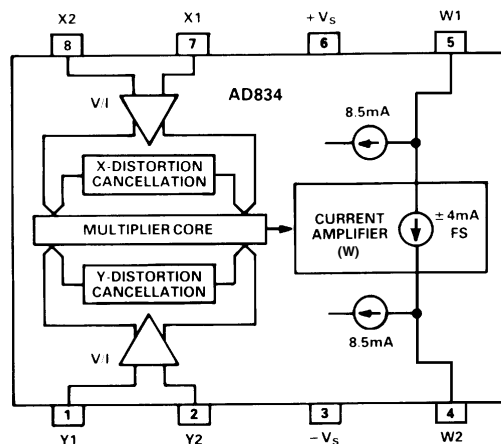 X2 X1 +VS W1
8 7 6 5
AD834
V/I
8.5mA
X-DISTORTION
CANCELLATION
MULTIPLIER CORE
CURRENT
AMPLIFIER
(W)
±4mA
FS
Y-DISTORTION
CANCELLATION
8.5mA
V/I
1 2 3 4
Y1 Y2 −VS W2